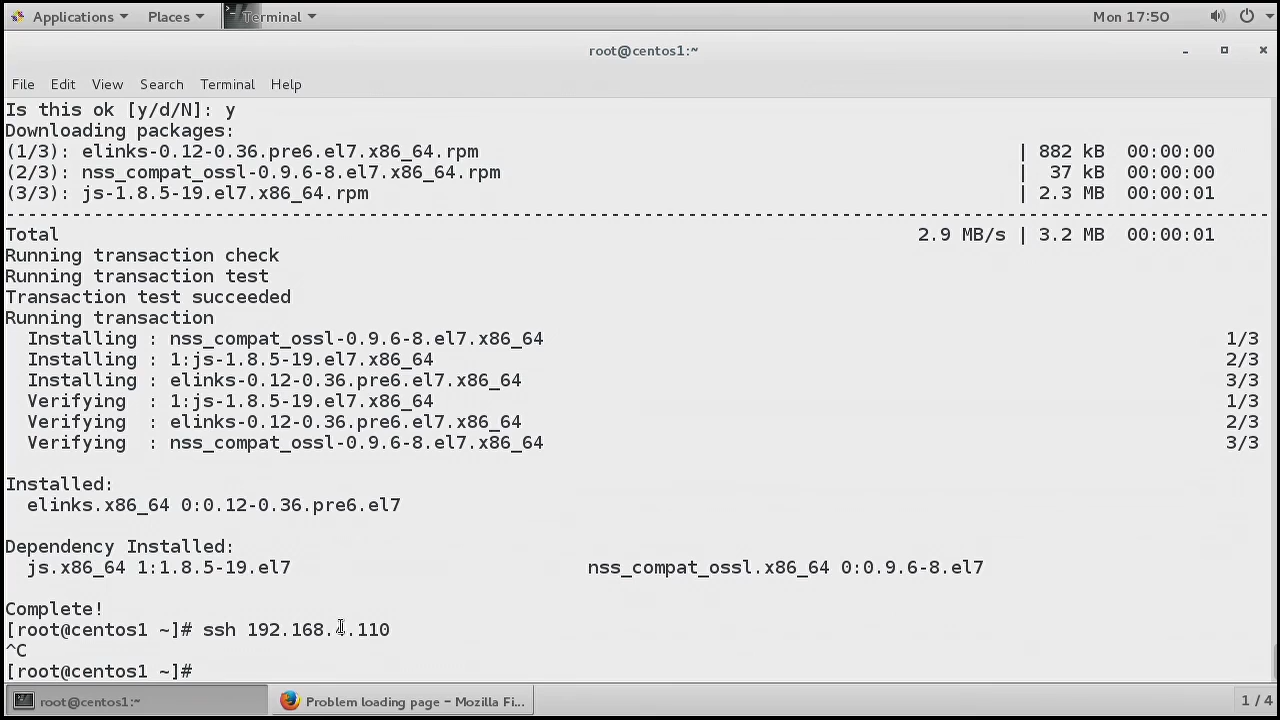 Applications Places Terminal Mon 17:50
root@centos1:~
File Edit View Search Terminal Help
Is this ok [y/d/N]: y
Downloading packages:
(1/3): elinks-0.12-0.36.pre6.el7.x86_64.rpm | 882 kB 00:00:00
(2/3): nss_compat_ossl-0.9.6-8.el7.x86_64.rpm | 37 kB 00:00:00
(3/3): js-1.8.5-19.el7.x86_64.rpm | 2.3 MB 00:00:01
--------------------------------------------------------------------------------
Total 2.9 MB/s | 3.2 MB 00:00:01
Running transaction check
Running transaction test
Transaction test succeeded
Running transaction
Installing : nss_compat_ossl-0.9.6-8.el7.x86_64 1/3
Installing : 1:js-1.8.5-19.el7.x86_64 2/3
Installing : elinks-0.12-0.36.pre6.el7.x86_64 3/3
Verifying : 1:js-1.8.5-19.el7.x86_64 1/3
Verifying : elinks-0.12-0.36.pre6.el7.x86_64 2/3
Verifying : nss_compat_ossl-0.9.6-8.el7.x86_64 3/3
Installed:
elinks.x86_64 0:0.12-0.36.pre6.el7
Dependency Installed:
js.x86_64 1:1.8.5-19.el7 nss_compat_ossl.x86_64 0:0.9.6-8.el7
Complete!
[root@centos1 ~]# ssh 192.168.4.110
^C
[root@centos1 ~]#
root@centos1:~ Problem loading page - Mozilla Fi... 1 / 4